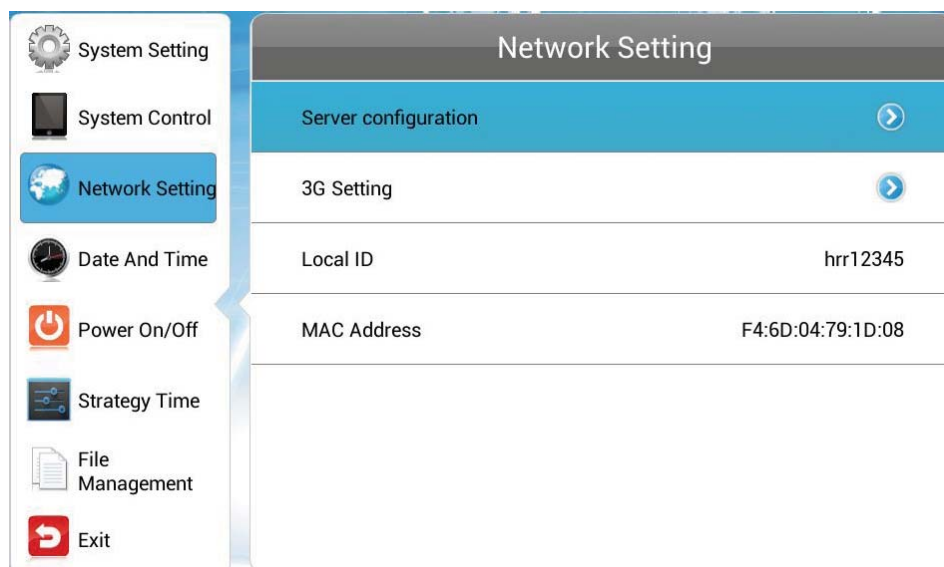 System Setting
System Control
Network Setting
Date And Time
Power On/Off
Strategy Time
File
Management
Exit
Network Setting
Server configuration
3G Setting
Local ID hrr12345
MAC Address F4:6D:04:79:1D:08